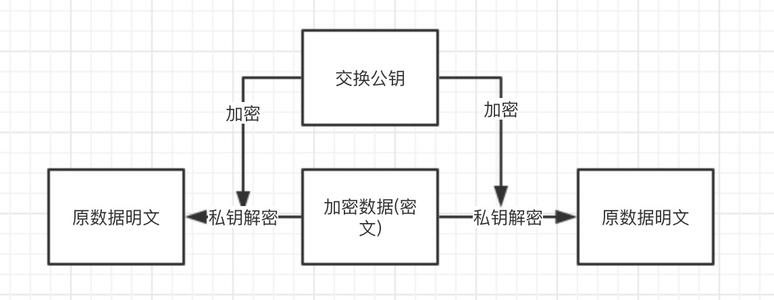 交换公钥
加密
加密
原数据明文
私钥解密
加密数据(密
文)
私钥解密
原数据明文